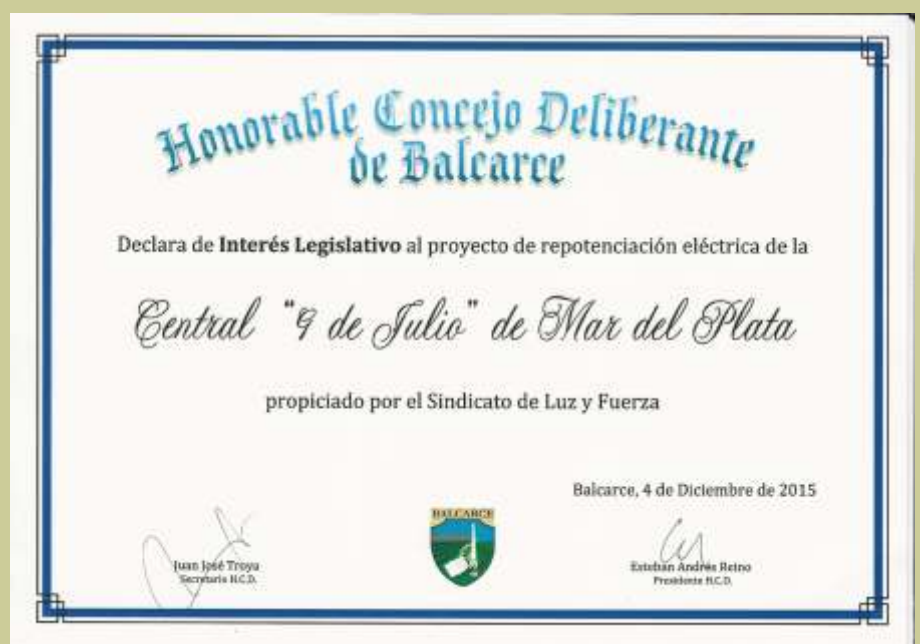 Honorable Concejo Deliberante
de Balcarce
Declara de Interés Legislativo al proyecto de repotenciación eléctrica de la
Central "9 de Julio" de Mar del Plata
propiciado por el Sindicato de Luz y Fuerza
Balcarce, 4 de Diciembre de 2015
BALCARCE
Juan José Troya
Secretario H.C.D.
Esteban Andrés Reino
Presidente H.C.D.